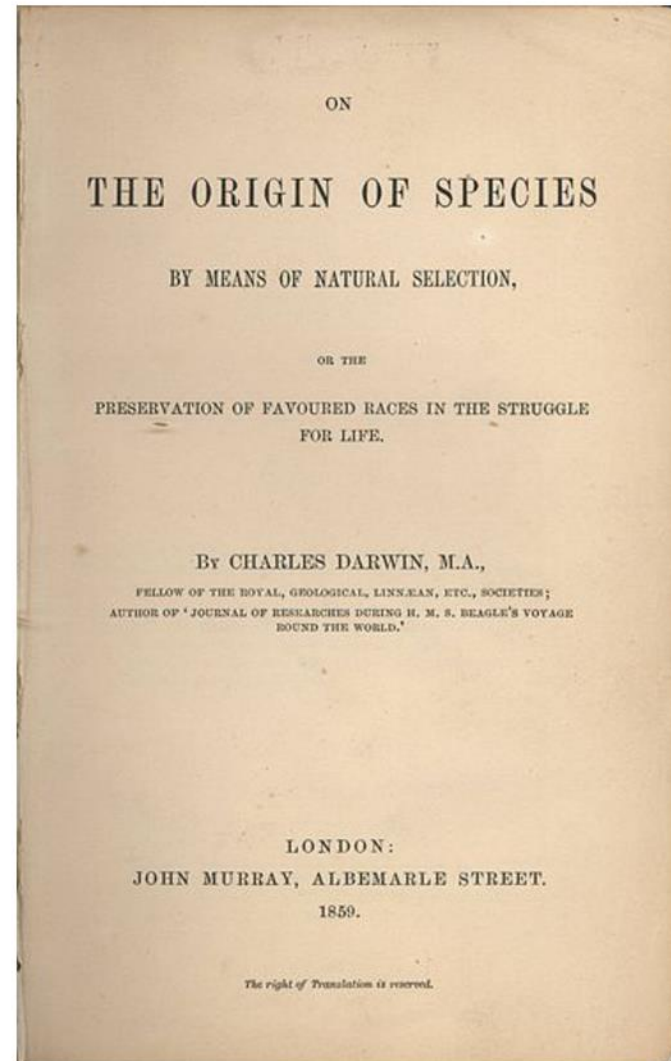 ON
THE ORIGIN OF SPECIES
BY MEANS OF NATURAL SELECTION,
OR THE
PRESERVATION OF FAVOURED RACES IN THE STRUGGLE
FOR LIFE.
By CHARLES DARWIN, M.A.,
FELLOW OF THE ROYAL, GEOLOGICAL, LINNÆAN, ETC., SOCIETIES;
AUTHOR OF ‘JOURNAL OF RESEARCHES DURING H. M. S. BEAGLE’S VOYAGE
ROUND THE WORLD.’
LONDON:
JOHN MURRAY, ALBEMARLE STREET.
1859.
The right of Translation is reserved.